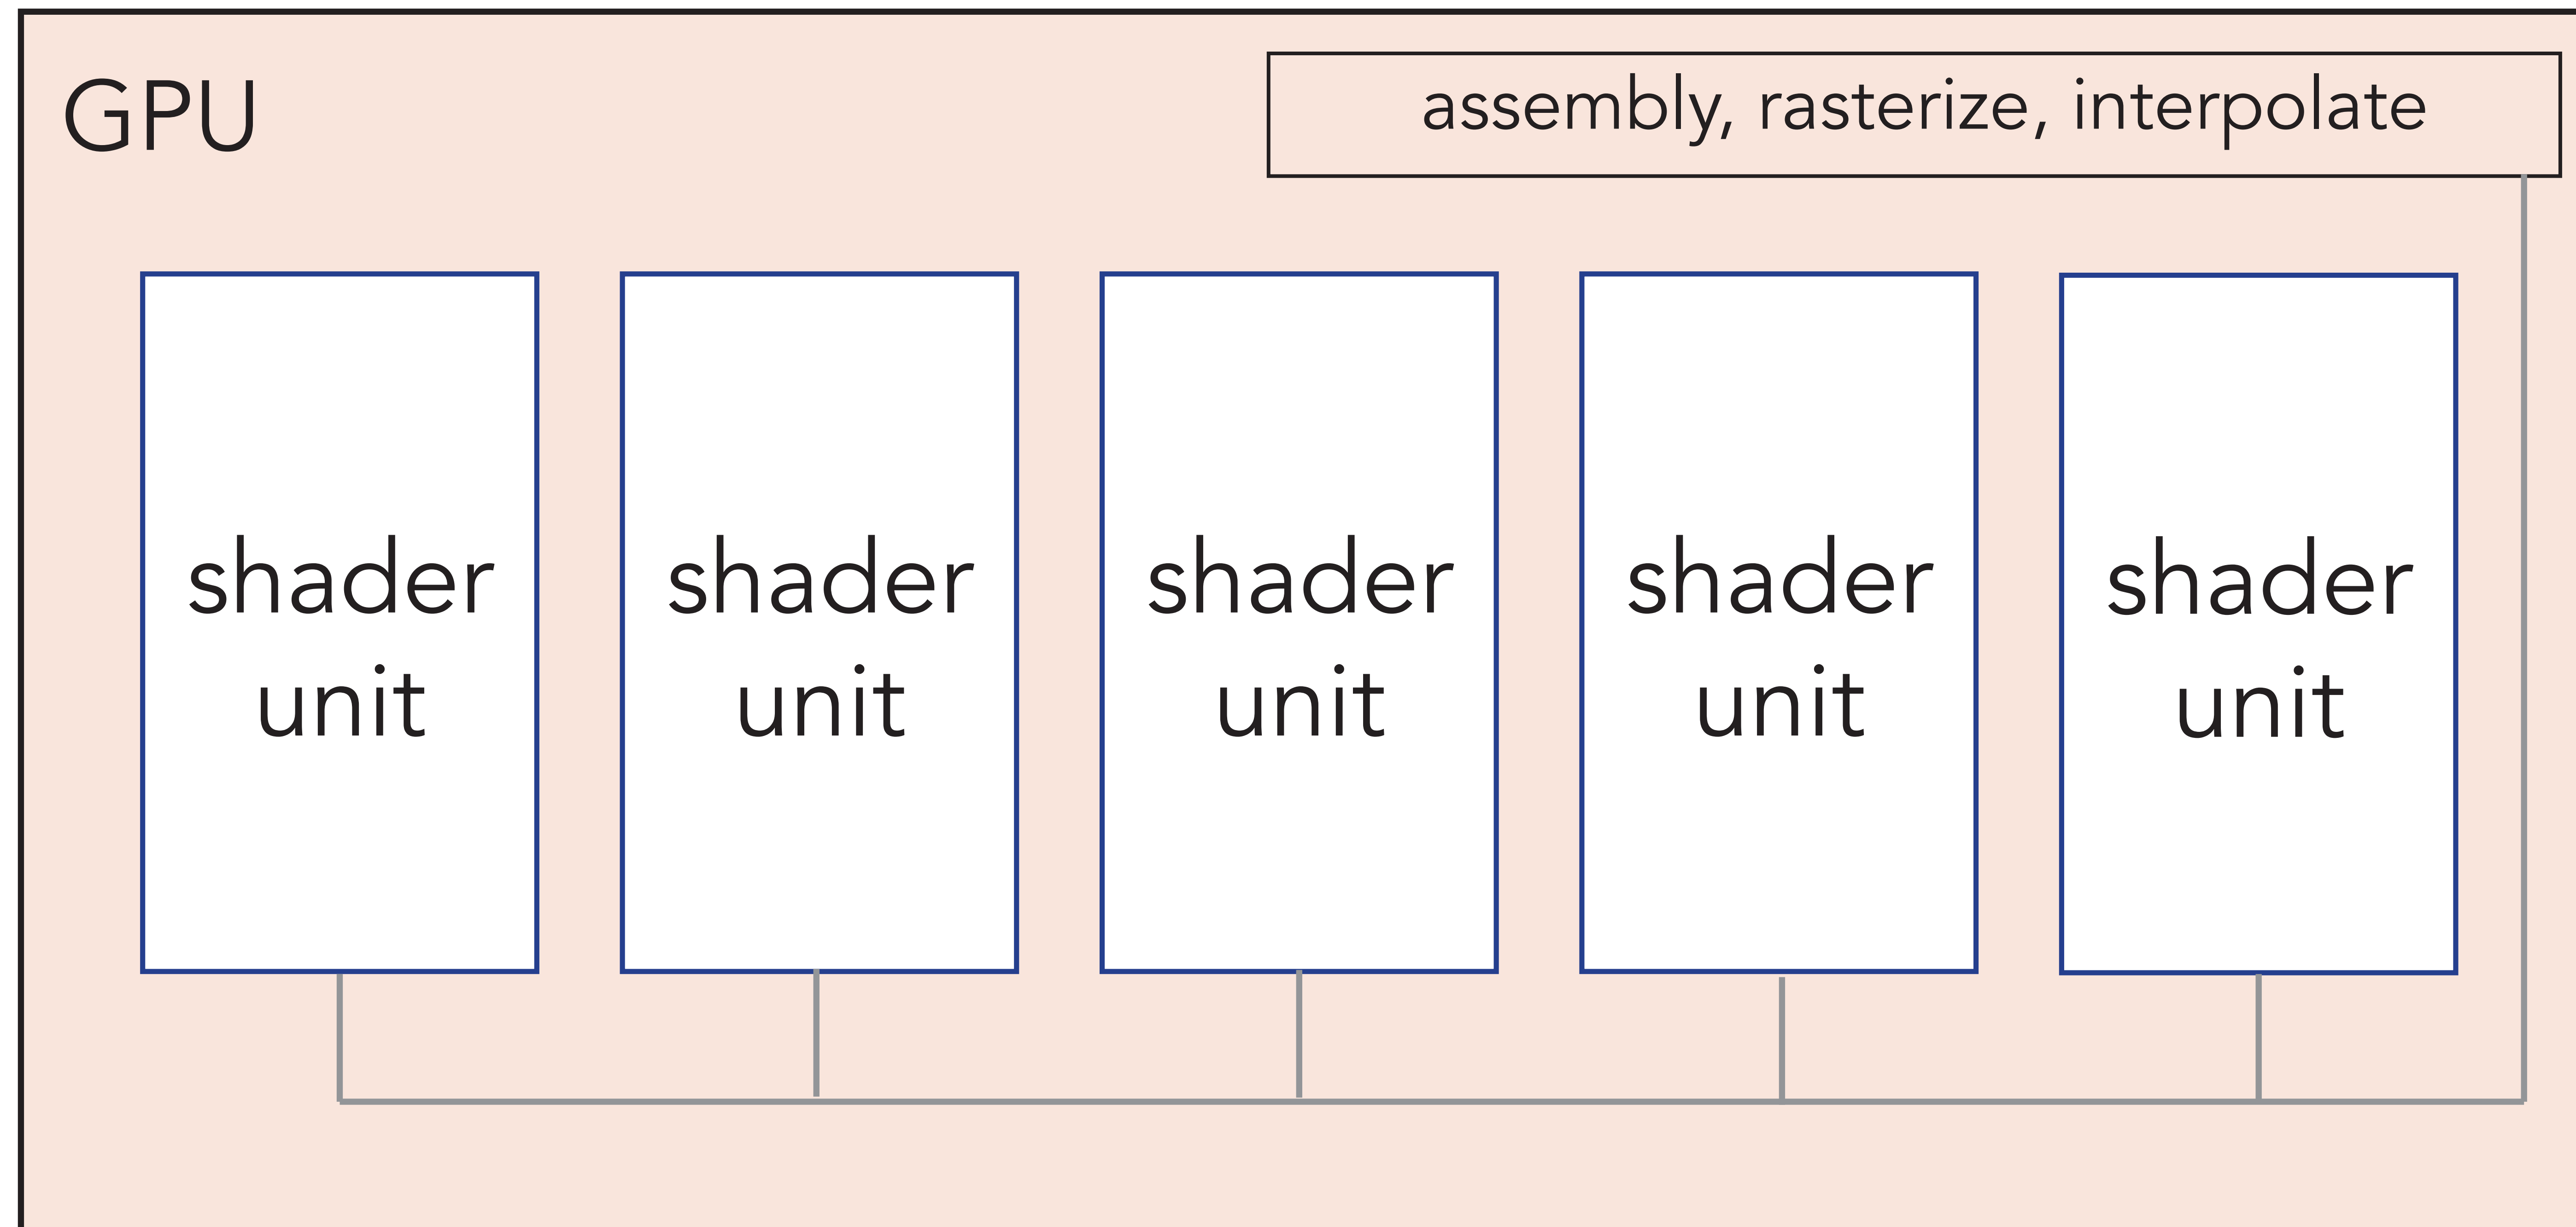 GPU
assembly, rasterize, interpolate
shader
unit
shader
unit
shader
unit
shader
unit
shader
unit